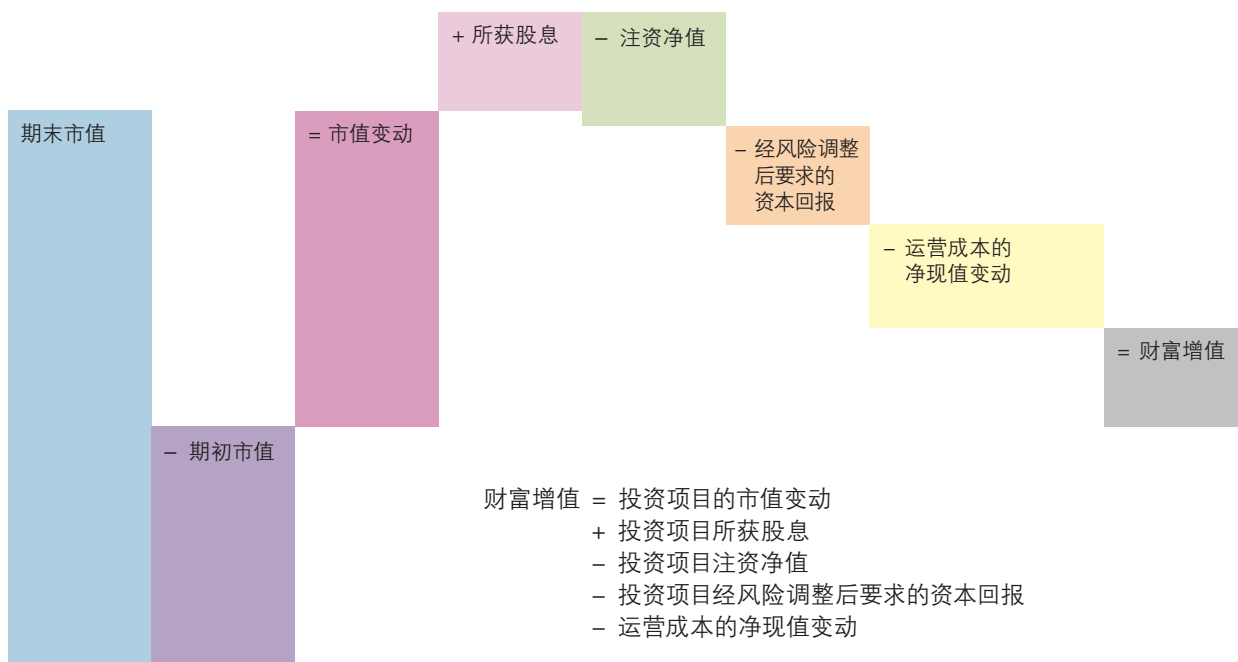 + 所获股息
– 注资净值
期末市值
= 市值变动
– 经风险调整
后要求的
资本回报
– 运营成本的
净现值变动
= 财富增值
– 期初市值
财富增值 = 投资项目的市值变动
+ 投资项目所获股息
– 投资项目注资净值
– 投资项目经风险调整后要求的资本回报
– 运营成本的净现值变动